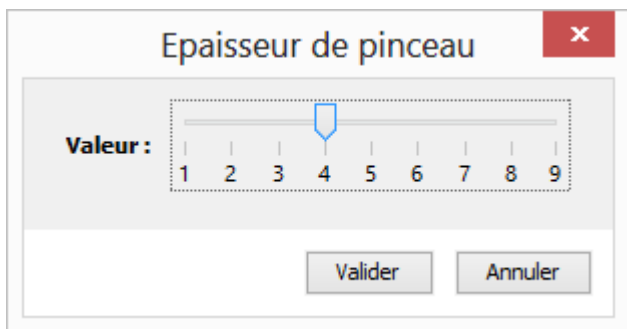 Epaisseur de pinceau
Valeur :
1 2 3 4 5 6 7 8 9
Valider Annuler